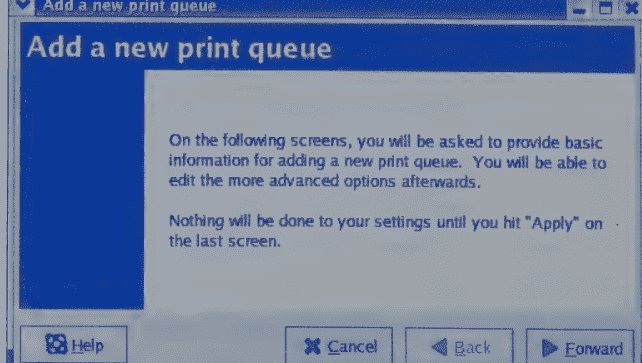 Add a new print queue
Add a new print queue
On the following screens, you will be asked to provide basic
information for adding a new print queue. You will be able to
edit the more advanced options afterwards.
Nothing will be done to your settings until you hit "Apply" on
the last screen.
Help
Cancel
Back
Forward